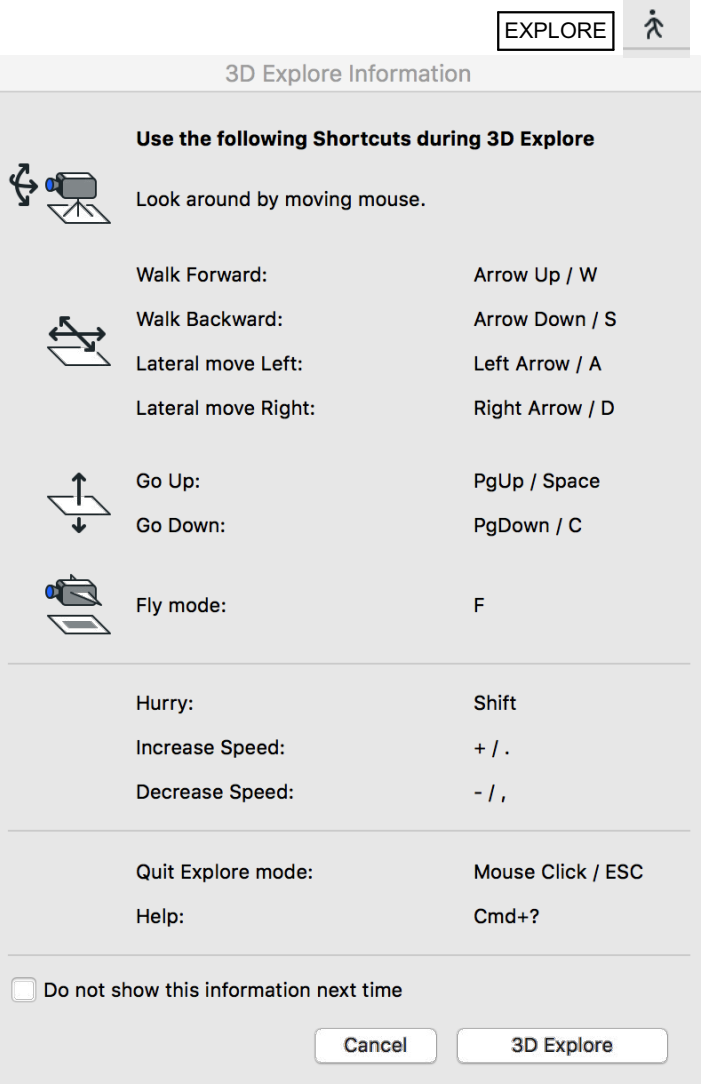 EXPLORE
3D Explore Information
Use the following Shortcuts during 3D Explore
Look around by moving mouse.
Walk Forward: Arrow Up / W
Walk Backward: Arrow Down / S
Lateral move Left: Left Arrow / A
Lateral move Right: Right Arrow / D
Go Up: PgUp / Space
Go Down: PgDown / C
Fly mode: F
Hurry: Shift
Increase Speed: + / .
Decrease Speed: - / ,
Quit Explore mode: Mouse Click / ESC
Help: Cmd+?
Do not show this information next time
Cancel 3D Explore